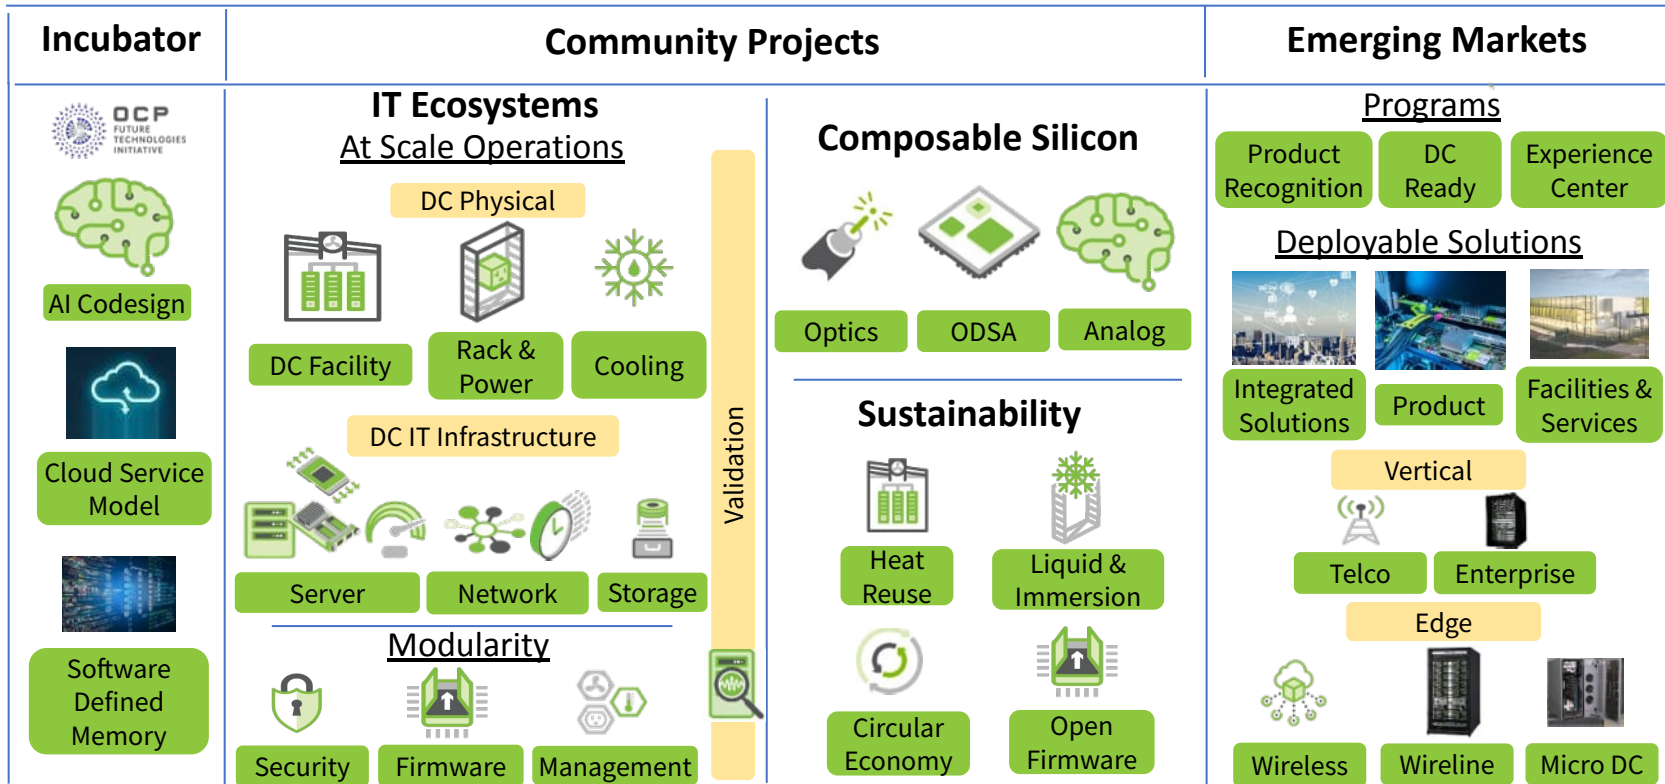 Incubator
Community Projects
Emerging Markets
OCP
FUTURE
TECHNOLOGIES
INITIATIVE
AI Codesign
Cloud Service
Model
Software
Defined
Memory
IT Ecosystems
At Scale Operations
DC Physical
DC Facility
Rack &
Power
Cooling
DC IT Infrastructure
Server
Network
Storage
Modularity
Security
Firmware
Management
Validation
Composable Silicon
Optics
ODSA
Analog
Sustainability
Heat
Reuse
Liquid &
Immersion
Circular
Economy
Open
Firmware
Programs
Product
Recognition
DC
Ready
Experience
Center
Deployable Solutions
Integrated
Solutions
Product
Facilities &
Services
Vertical
Telco
Enterprise
Edge
Wireless
Wireline
Micro DC